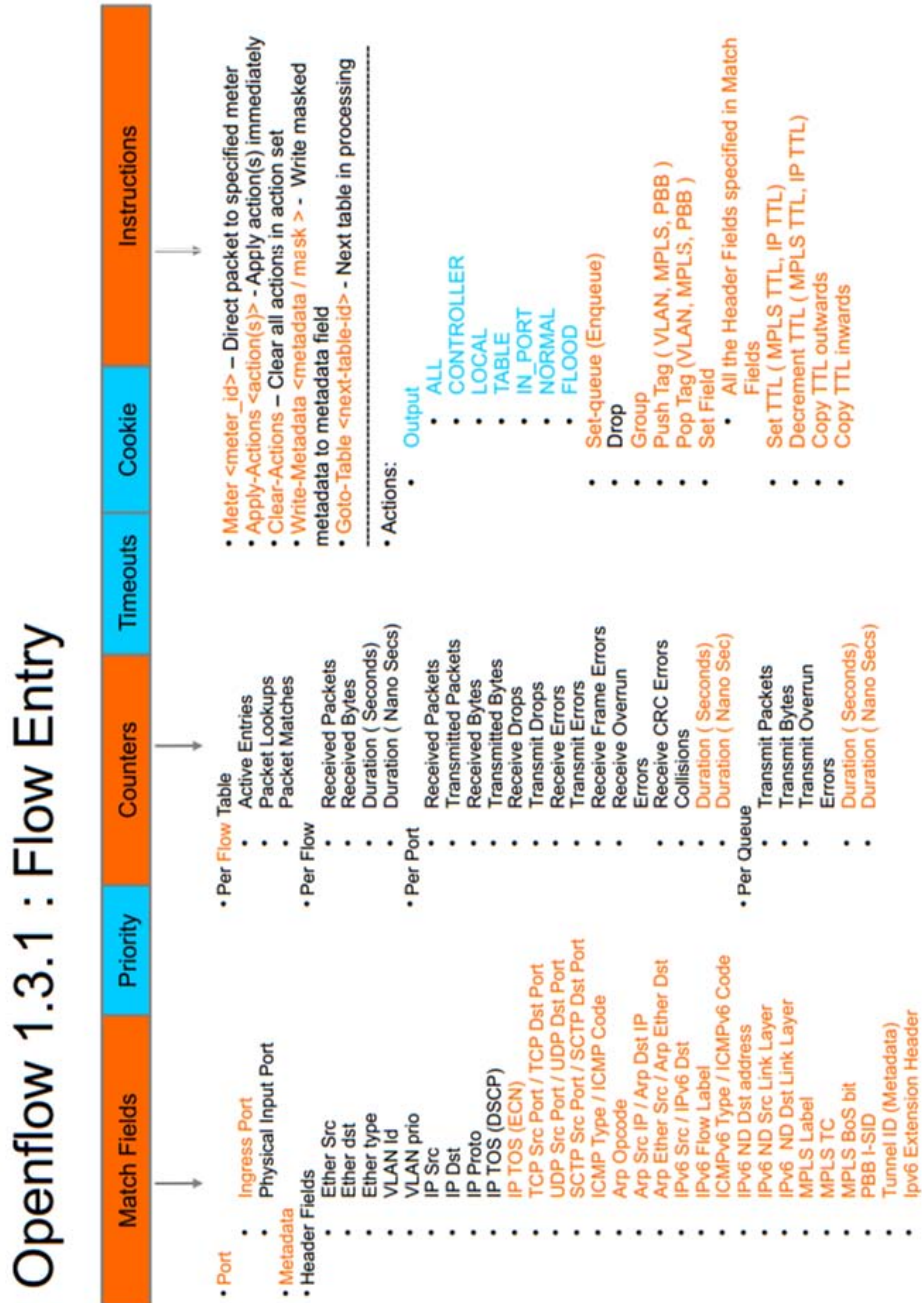 Openflow 1.3.1 : Flow Entry
Match Fields
Priority
Counters
Timeouts
Cookie
Instructions
• Port
• Ingress Port
• Physical Input Port
• Metadata
• Header Fields
• Ether Src
• Ether dst
• Ether type
• VLAN Id
• VLAN prio
• IP Src
• IP Dst
• IP Proto
• IP TOS (DSCP)
• IP TOS (ECN)
• TCP Src Port / TCP Dst Port
• UDP Src Port / UDP Dst Port
• SCTP Src Port / SCTP Dst Port
• ICMP Type / ICMP Code
• Arp Opcode
• Arp Src IP / Arp Dst IP
• Arp Ether Src / Arp Ether Dst
• IPv6 Src / IPv6 Dst
• IPv6 Flow Label
• ICMPv6 Type / ICMPv6 Code
• IPv6 ND Dst address
• IPv6 ND Src Link Layer
• IPv6 ND Dst Link Layer
• MPLS Label
• MPLS TC
• MPLS BoS bit
• PBB I-SID
• Tunnel ID (Metadata)
• Ipv6 Extension Header
• Per Flow Table
• Active Entries
• Packet Lookups
• Packet Matches
• Per Flow
• Received Packets
• Received Bytes
• Duration ( Seconds)
• Duration ( Nano Secs)
• Per Port
• Received Packets
• Transmitted Packets
• Received Bytes
• Transmitted Bytes
• Receive Drops
• Transmit Drops
• Receive Errors
• Transmit Errors
• Receive Frame Errors
• Receive Overrun
Errors
• Receive CRC Errors
• Collisions
• Duration ( Seconds)
• Duration ( Nano Sec)
• Per Queue
• Transmit Packets
• Transmit Bytes
• Transmit Overrun
Errors
• Duration ( Seconds)
• Duration ( Nano Secs)
• Meter <meter_id> – Direct packet to specified meter
• Apply-Actions <action(s)> - Apply action(s) immediately
• Clear-Actions – Clear all actions in action set
• Write-Metadata <metadata / mask > - Write masked
metadata to metadata field
• Goto-Table <next-table-id> - Next table in processing
• Actions:
• Output
• ALL
• CONTROLLER
• LOCAL
• TABLE
• IN_PORT
• NORMAL
• FLOOD
• Set-queue (Enqueue)
• Drop
• Group
• Push Tag ( VLAN, MPLS, PBB )
• Pop Tag (VLAN, MPLS, PBB )
• Set Field
• All the Header Fields specified in Match
Fields
• Set TTL ( MPLS TTL, IP TTL)
• Decrement TTL ( MPLS TTL, IP TTL)
• Copy TTL outwards
• Copy TTL inwards